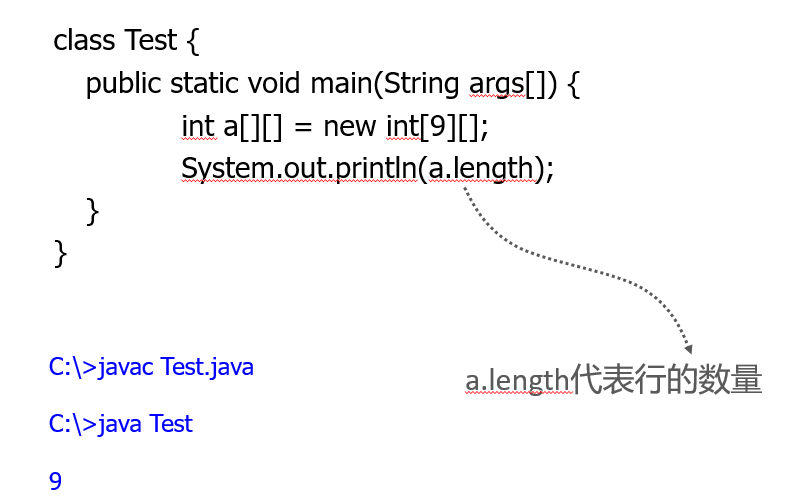 class Test {
public static void main(String args[]) {
int a[][] = new int[9][];
System.out.println(a.length);
}
}
C:\>javac Test.java
a.length代表行的数量
C:\>java Test
9